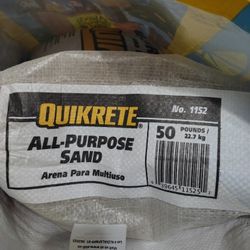 QUIKRETE®
No. 1152
ALL-PURPOSE
SAND
Arena Para Multiuso
50 POUNDS /
22.7 kg